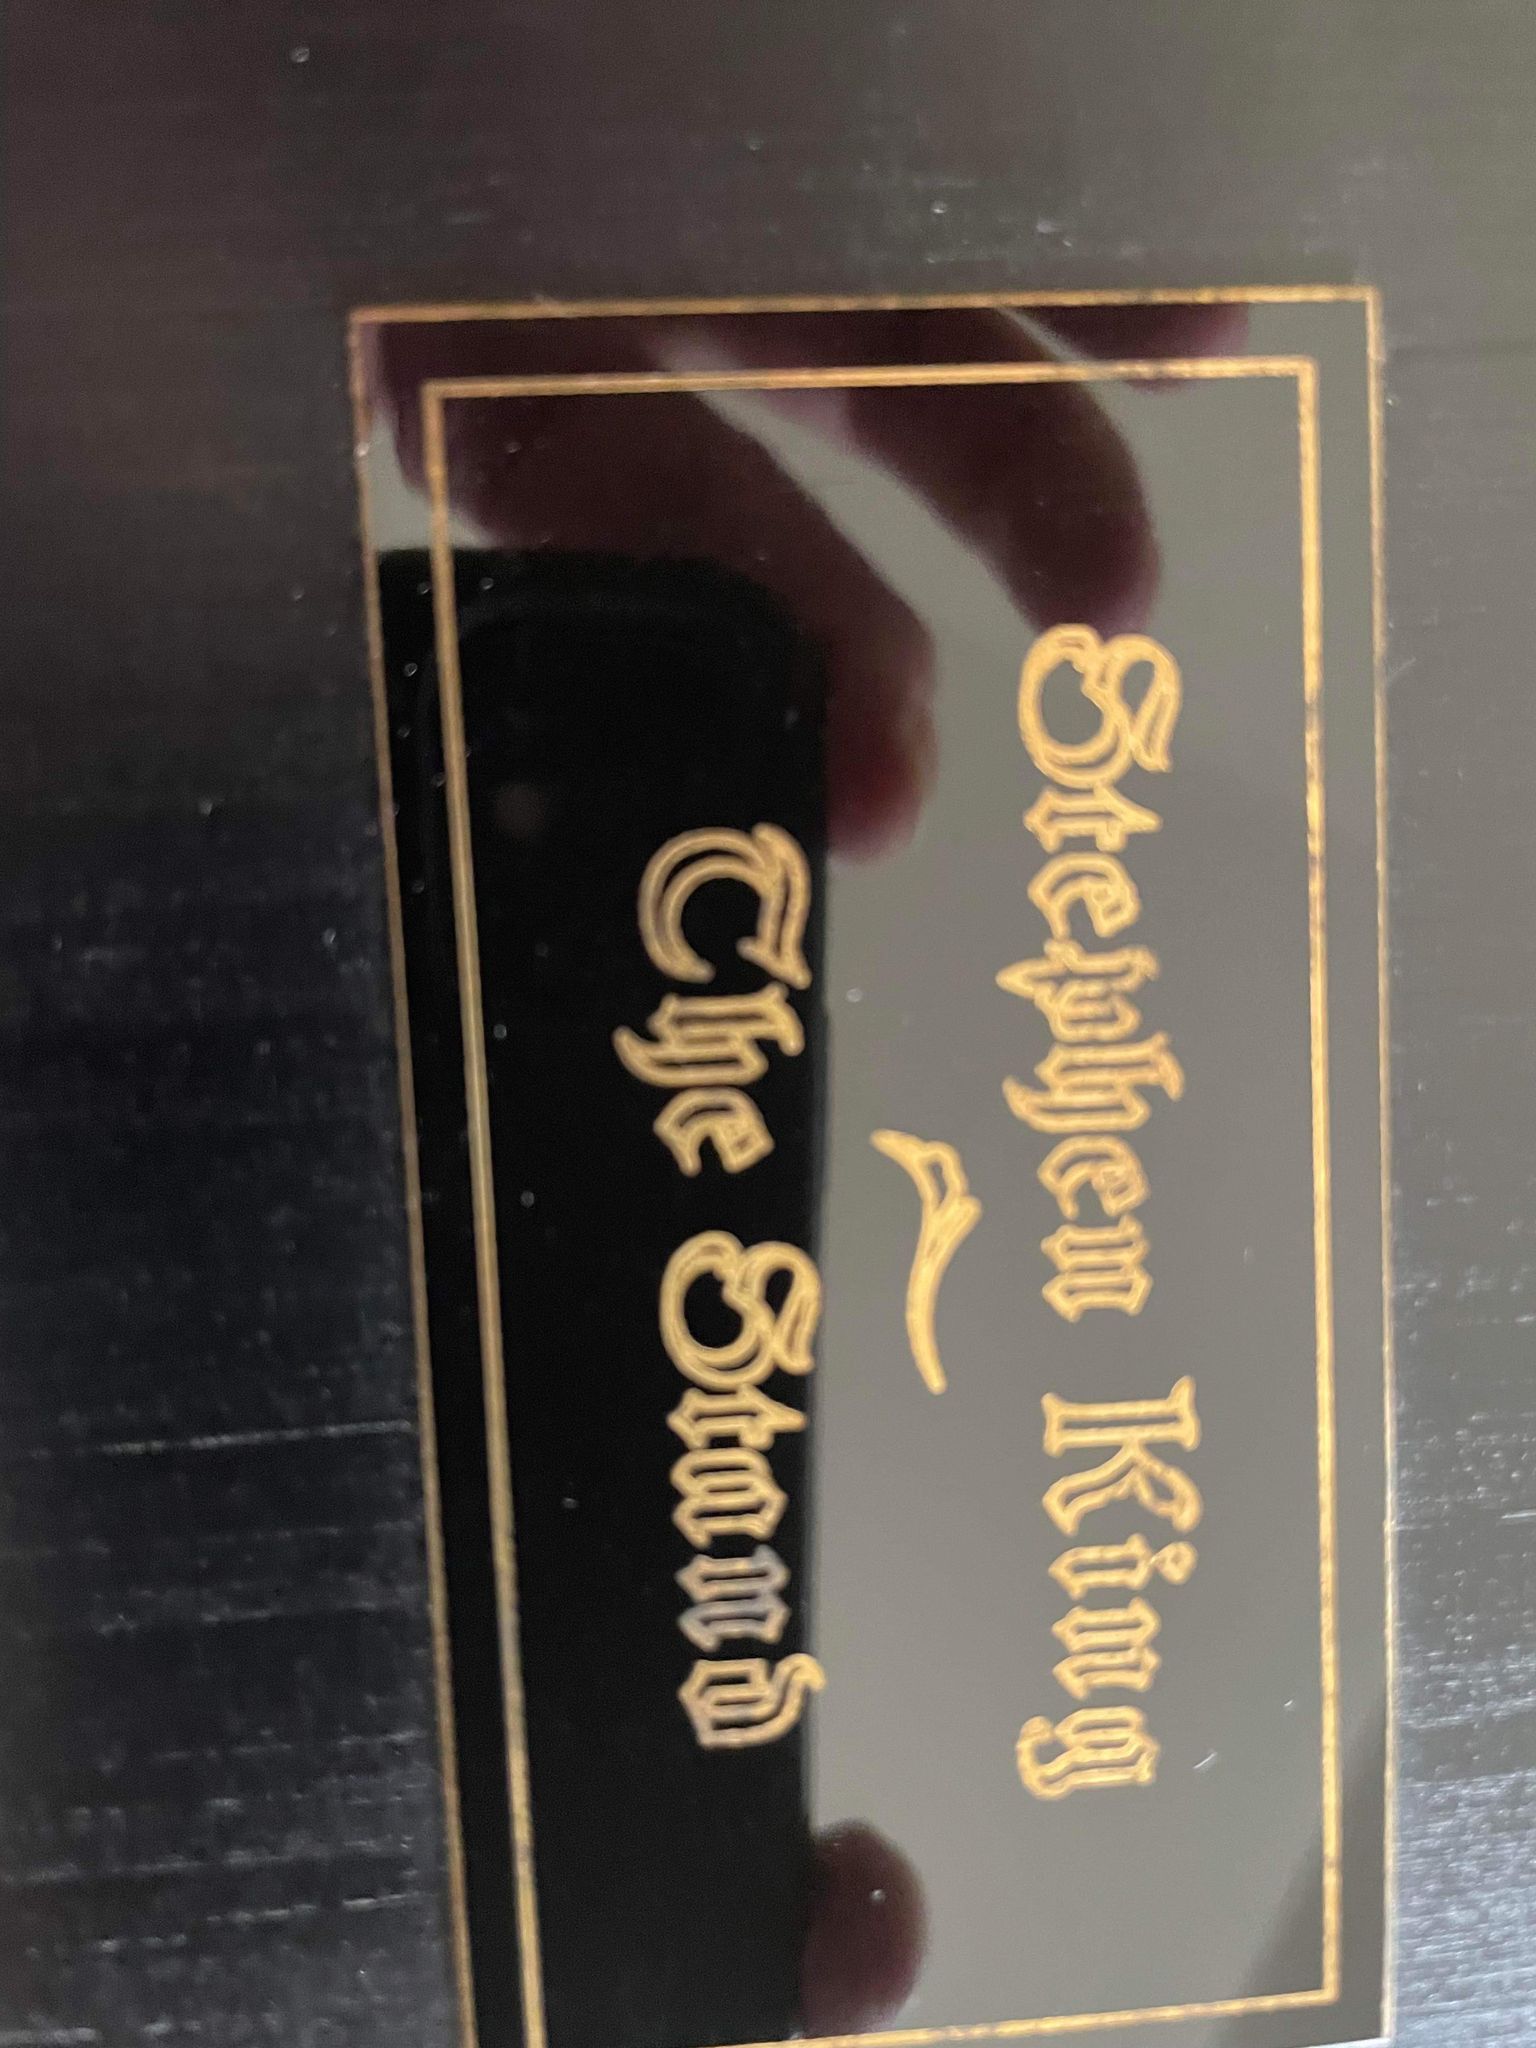 Stephen King
The Stand